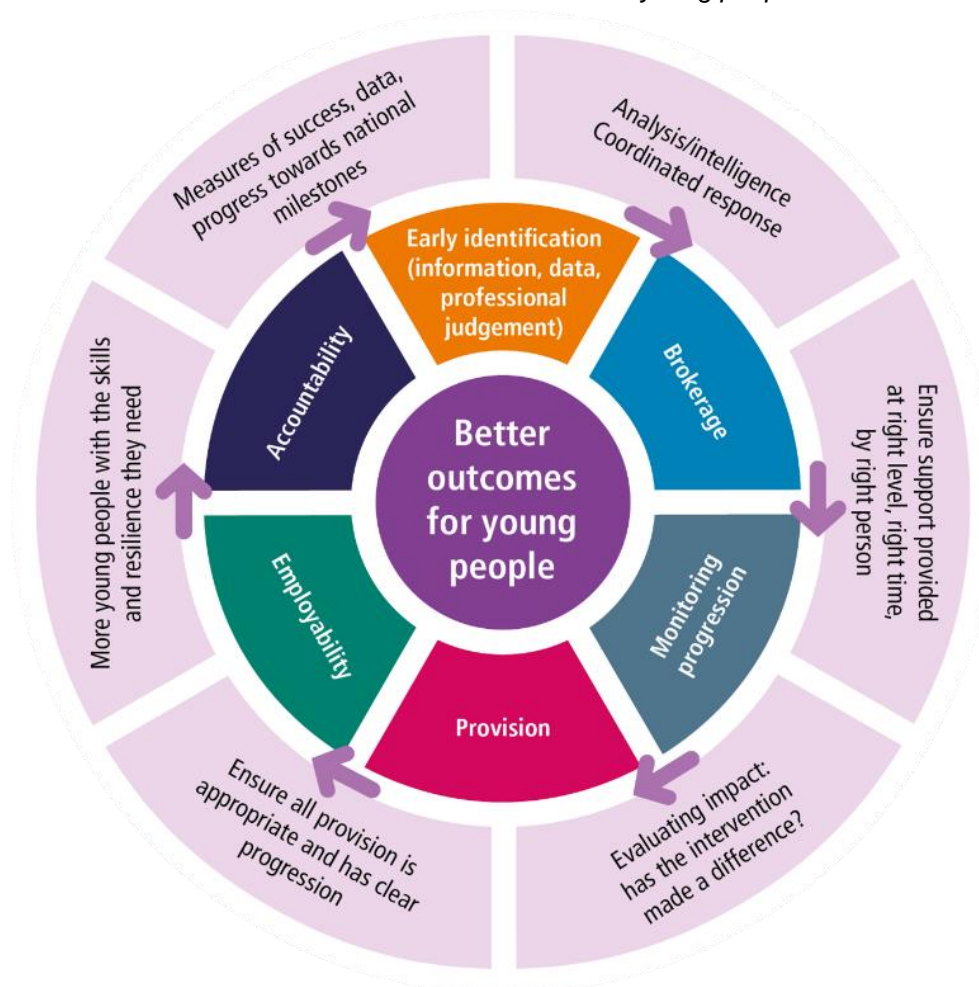 Measures of success, data,
progress towards national
milestones
Analysis/intelligence
Coordinated response
Early identification
(information, data,
professional
judgement)
Accountability
Brokerage
Better
outcomes
for young
people
More young people with the skills
and resilience they need
Ensure support provided
at right level, right time,
by right person
Employability
Monitoring
progression
Provision
Ensure all provision is
appropriate and has clear
progression
Evaluating impact:
has the intervention
made a difference?